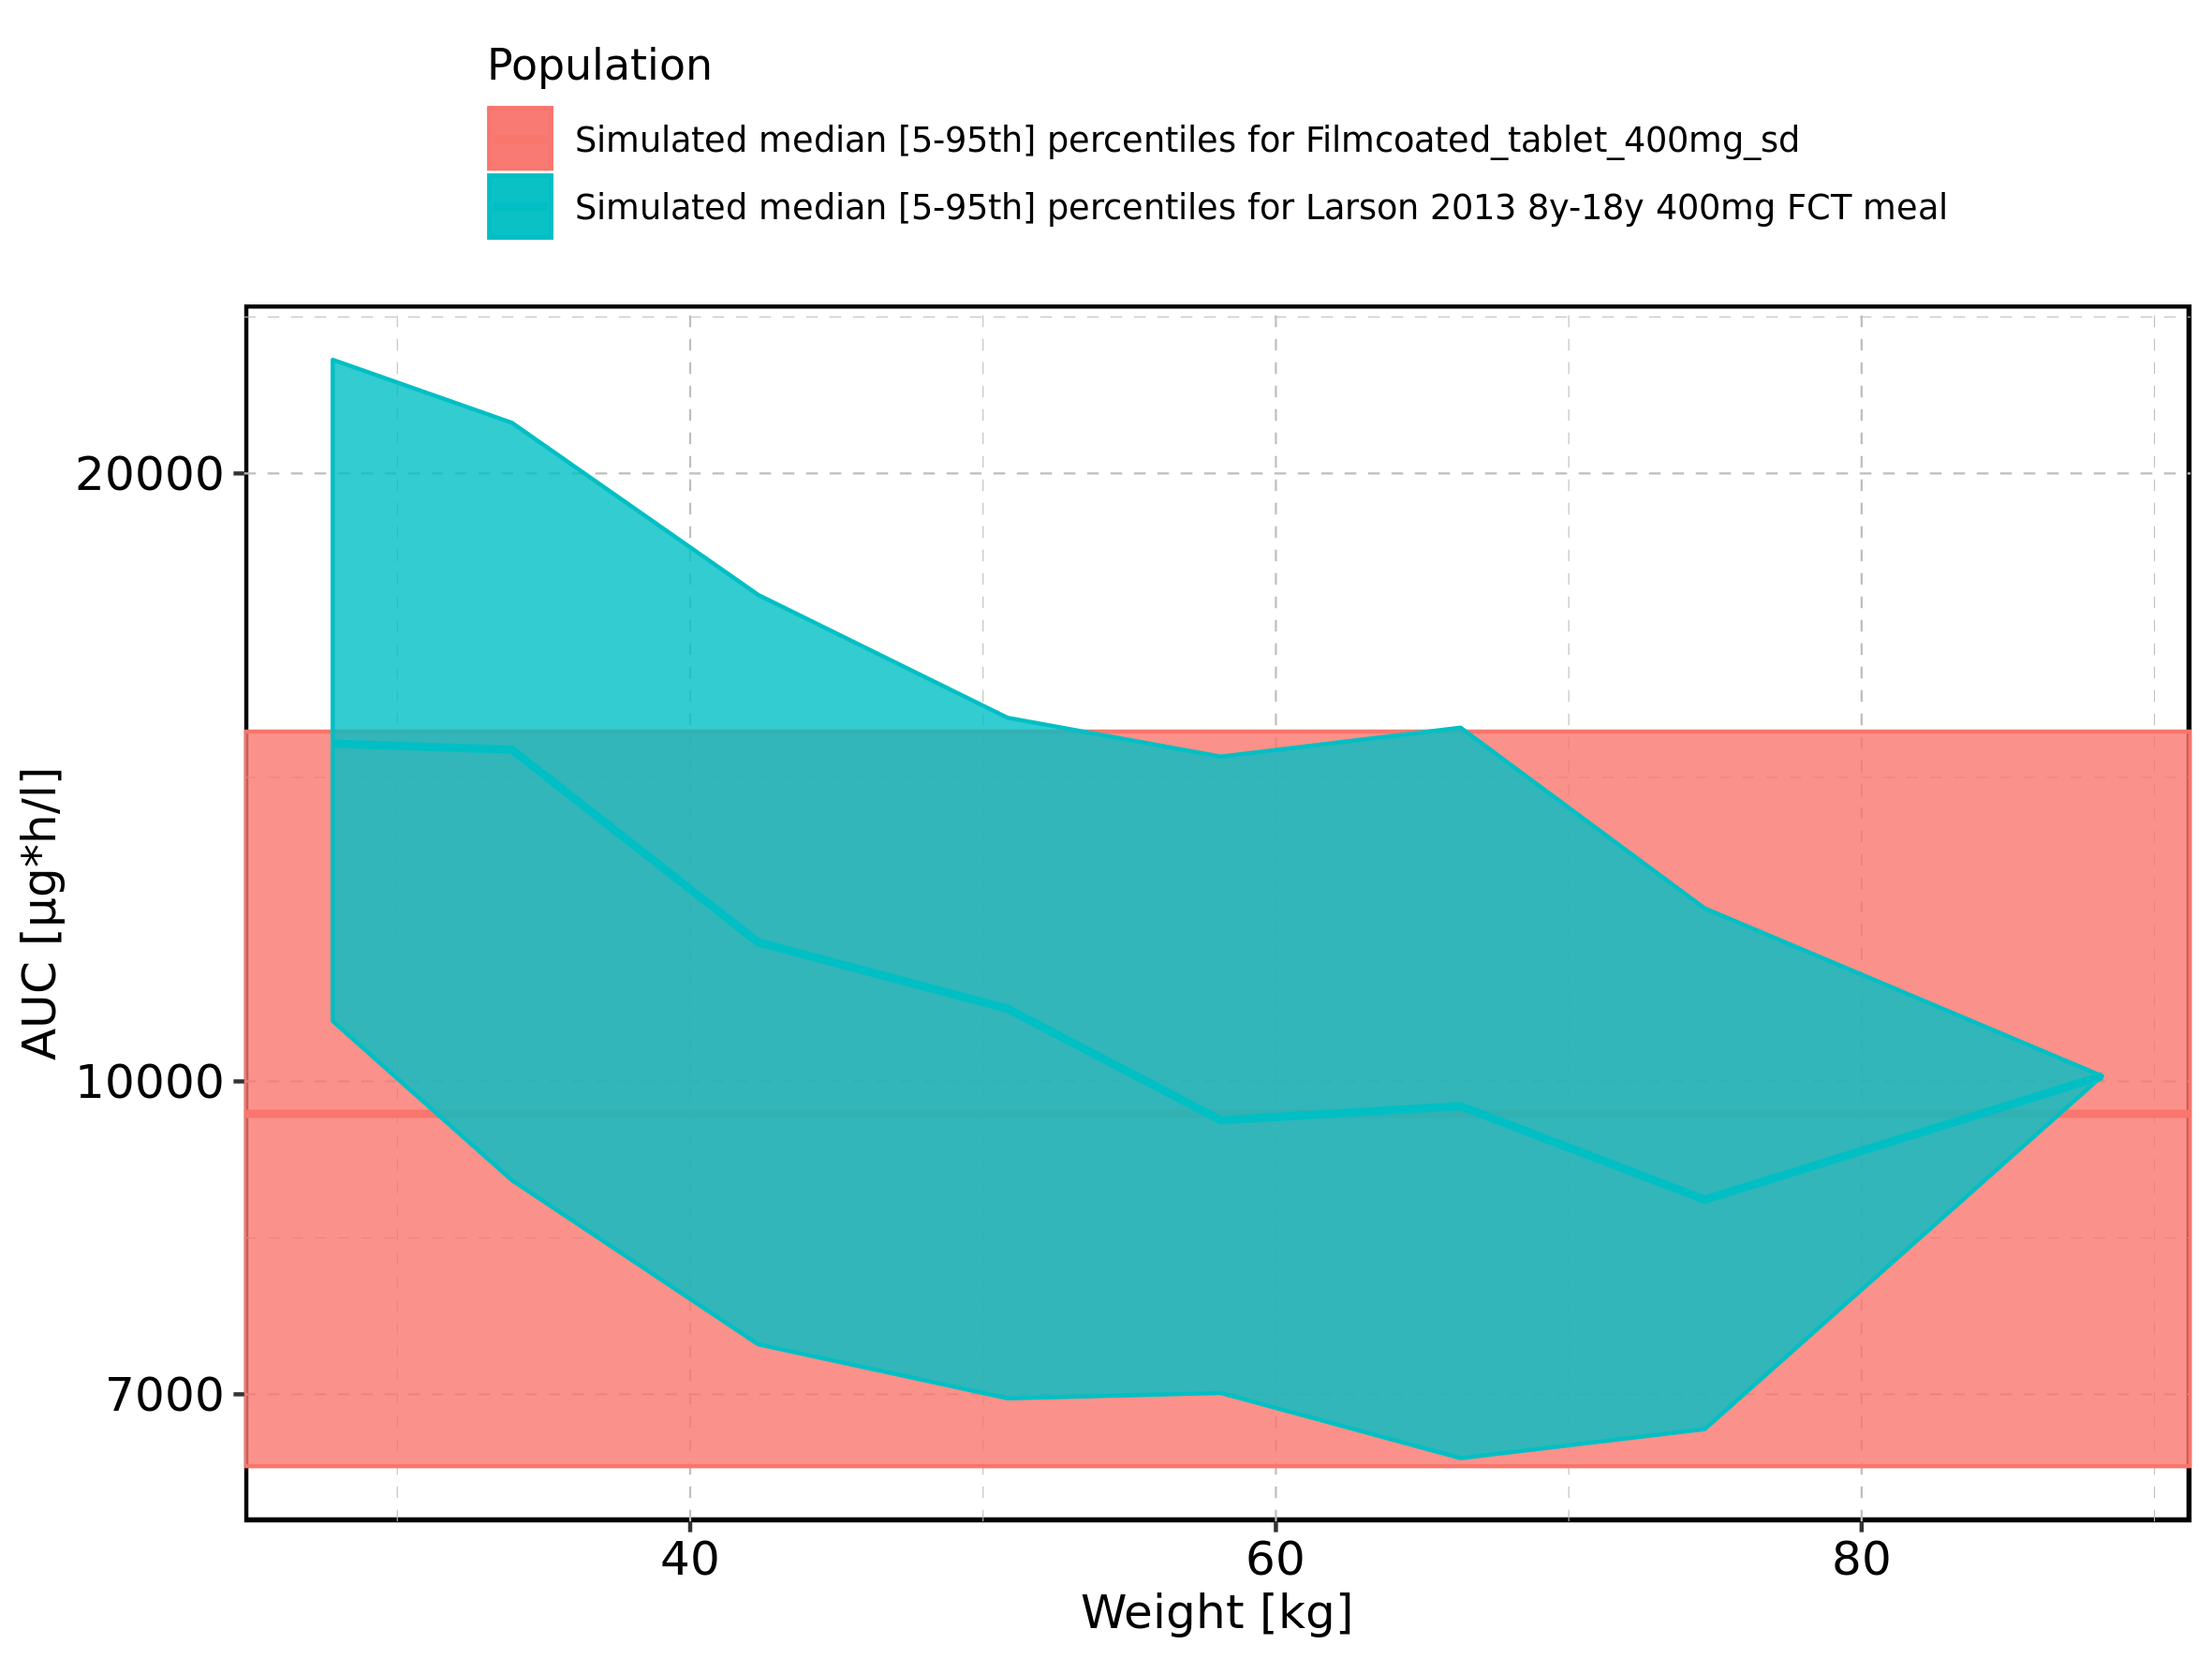 Population
Simulated median [5-95th] percentiles for Filmcoated_tablet_400mg_sd
Simulated median [5-95th] percentiles for Larson 2013 8y-18y 400mg FCT meal
20000
10000
7000
AUC [µg*h/l]
40 60 80
Weight [kg]